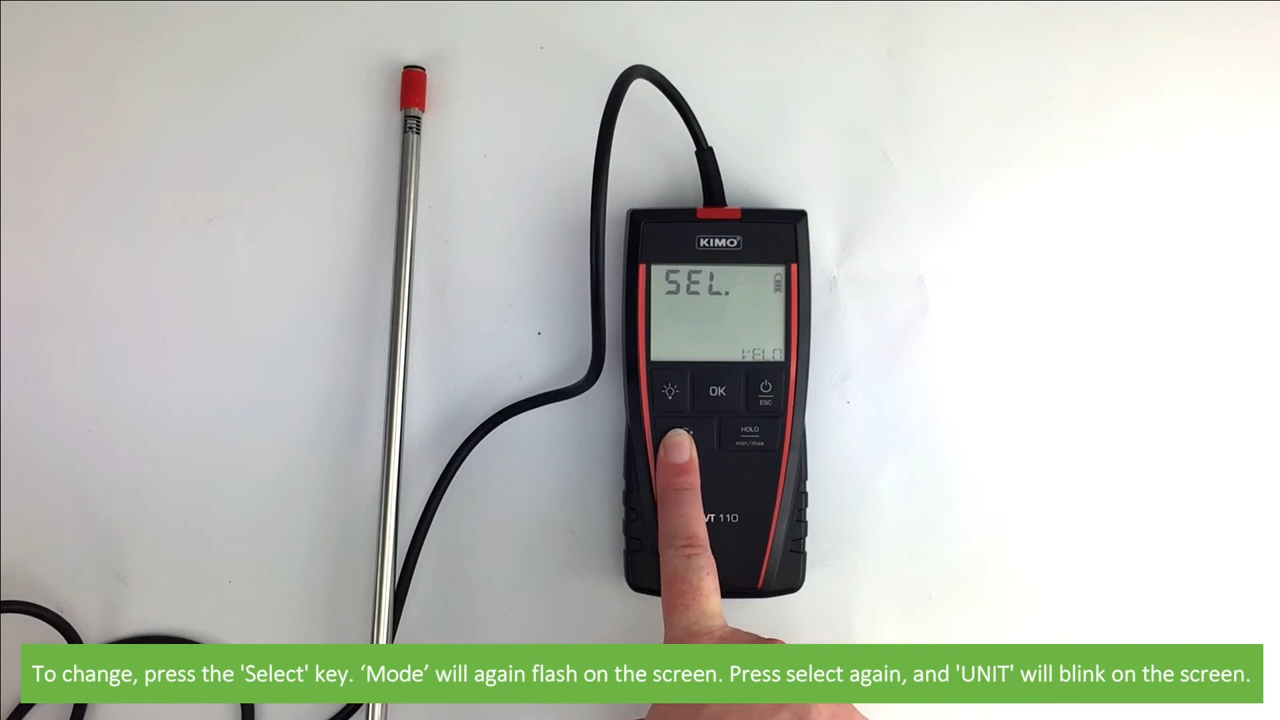 KIMO
SEL.
VELO
OK
ESC
HOLD
min/max
VT 110
To change, press the 'Select' key. ‘Mode’ will again flash on the screen. Press select again, and 'UNIT' will blink on the screen.